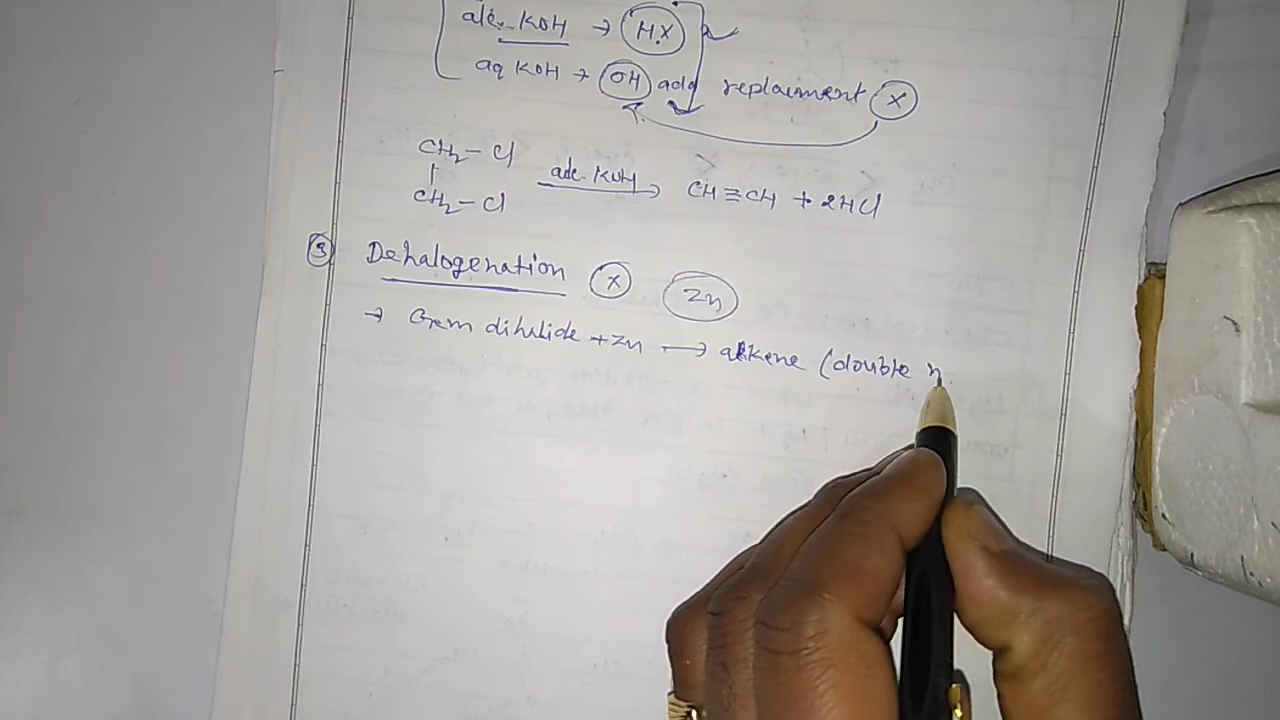 alc. KOH → H.X
aq KOH → OH add replacement X
CH2 - Cl
CH2 - Cl
alc. KOH → CH ≡ CH + 2HCl
3 Dehalogenation X Zn
→ Gem dihalide + Zn → alkene (double